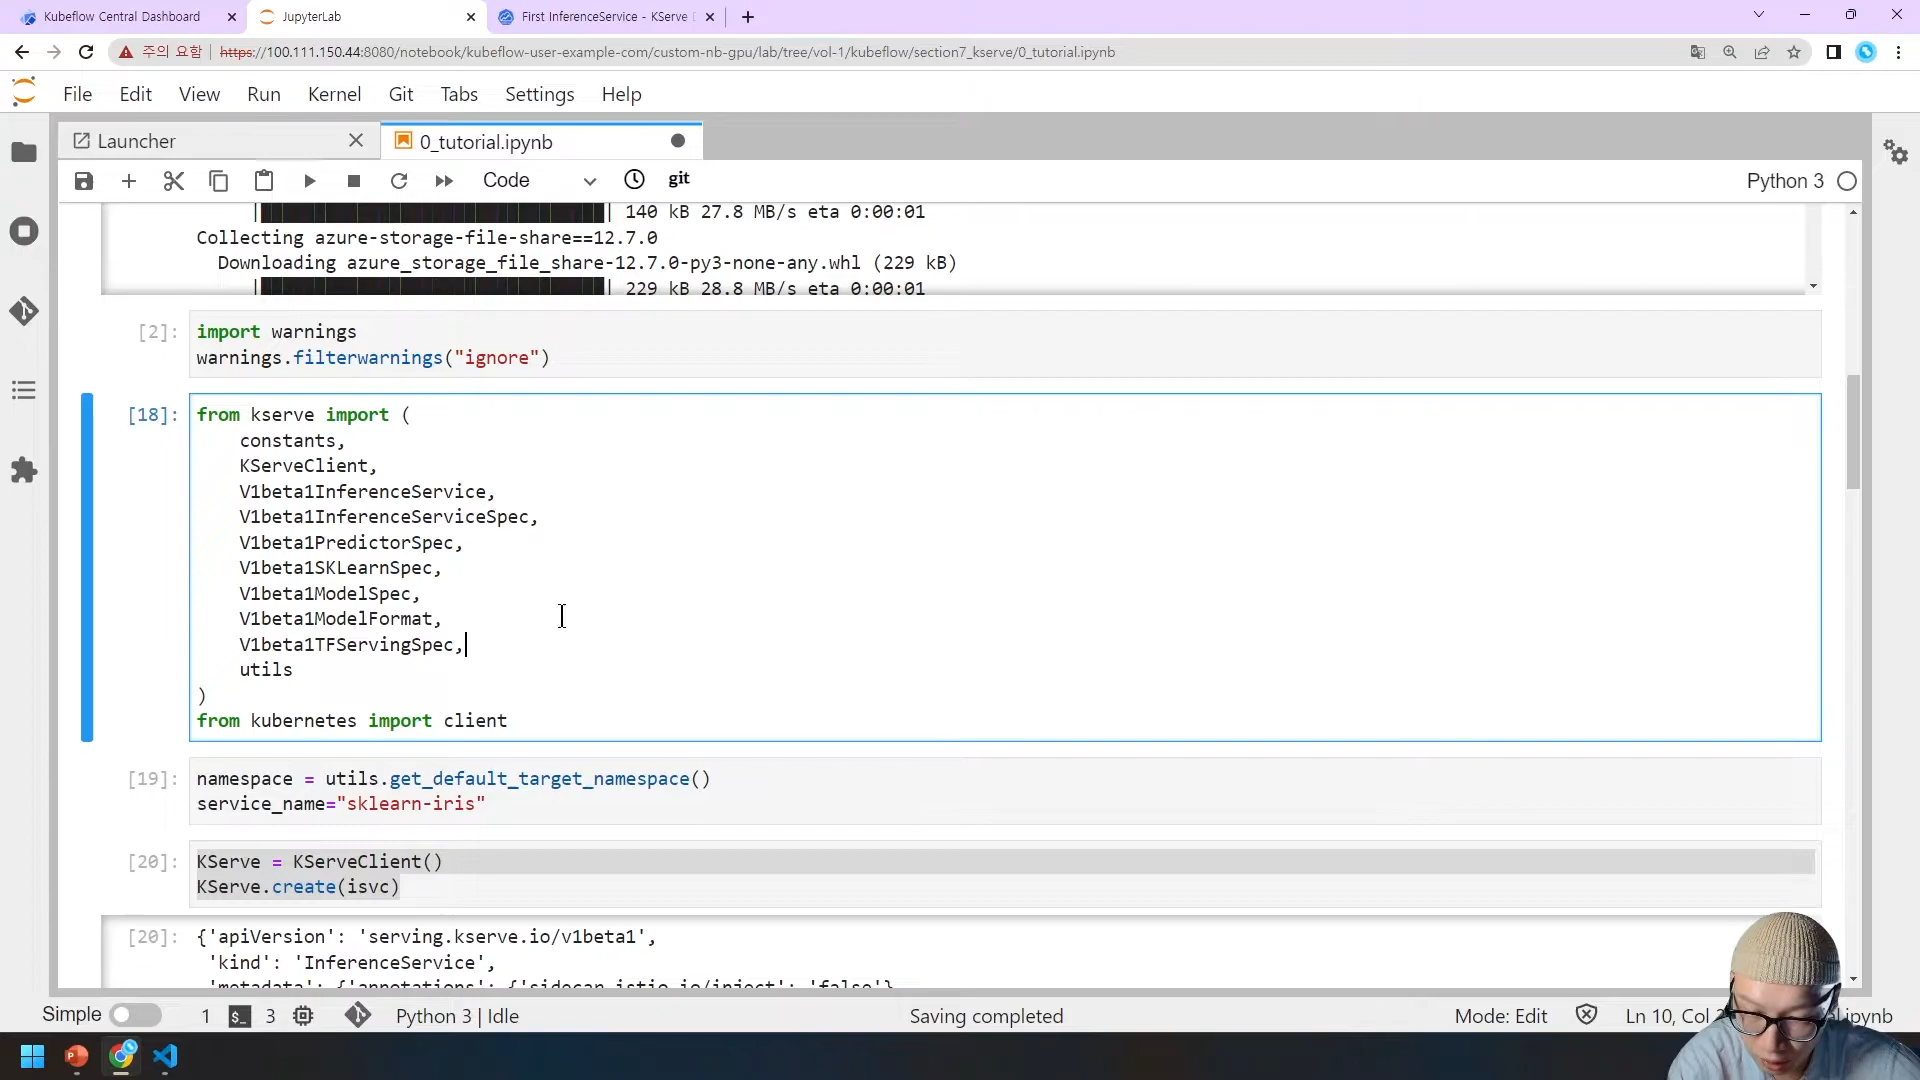 Kubeflow Central Dashboard
JupyterLab
First InferenceService - KServe
주의 요함
https://100.111.150.44:8080/notebook/kubeflow-user-example-com/custom-nb-gpu/lab/tree/vol-1/kubeflow/section7_kserve/0_tutorial.ipynb
File Edit View Run Kernel Git Tabs Settings Help
Launcher
0_tutorial.ipynb
Code
git
Python 3
| 140 kB 27.8 MB/s eta 0:00:01
Collecting azure-storage-file-share==12.7.0
Downloading azure_storage_file_share-12.7.0-py3-none-any.whl (229 kB)
| 229 kB 28.8 MB/s eta 0:00:01
[2]: import warnings
warnings.filterwarnings("ignore")
[18]: from kserve import (
constants,
KServeClient,
V1beta1InferenceService,
V1beta1InferenceServiceSpec,
V1beta1PredictorSpec,
V1beta1SKLearnSpec,
V1beta1ModelSpec,
V1beta1ModelFormat,
V1beta1TFServingSpec,
utils
)
from kubernetes import client
[19]: namespace = utils.get_default_target_namespace()
service_name="sklearn-iris"
[20]: KServe = KServeClient()
KServe.create(isvc)
[20]: {'apiVersion': 'serving.kserve.io/v1beta1',
'kind': 'InferenceService',
'metadata': {'annotations': {'sidecar.istio.io/inject': 'false'}
Simple 1 $_ 3 Python 3 | Idle Saving completed Mode: Edit Ln 10, Col